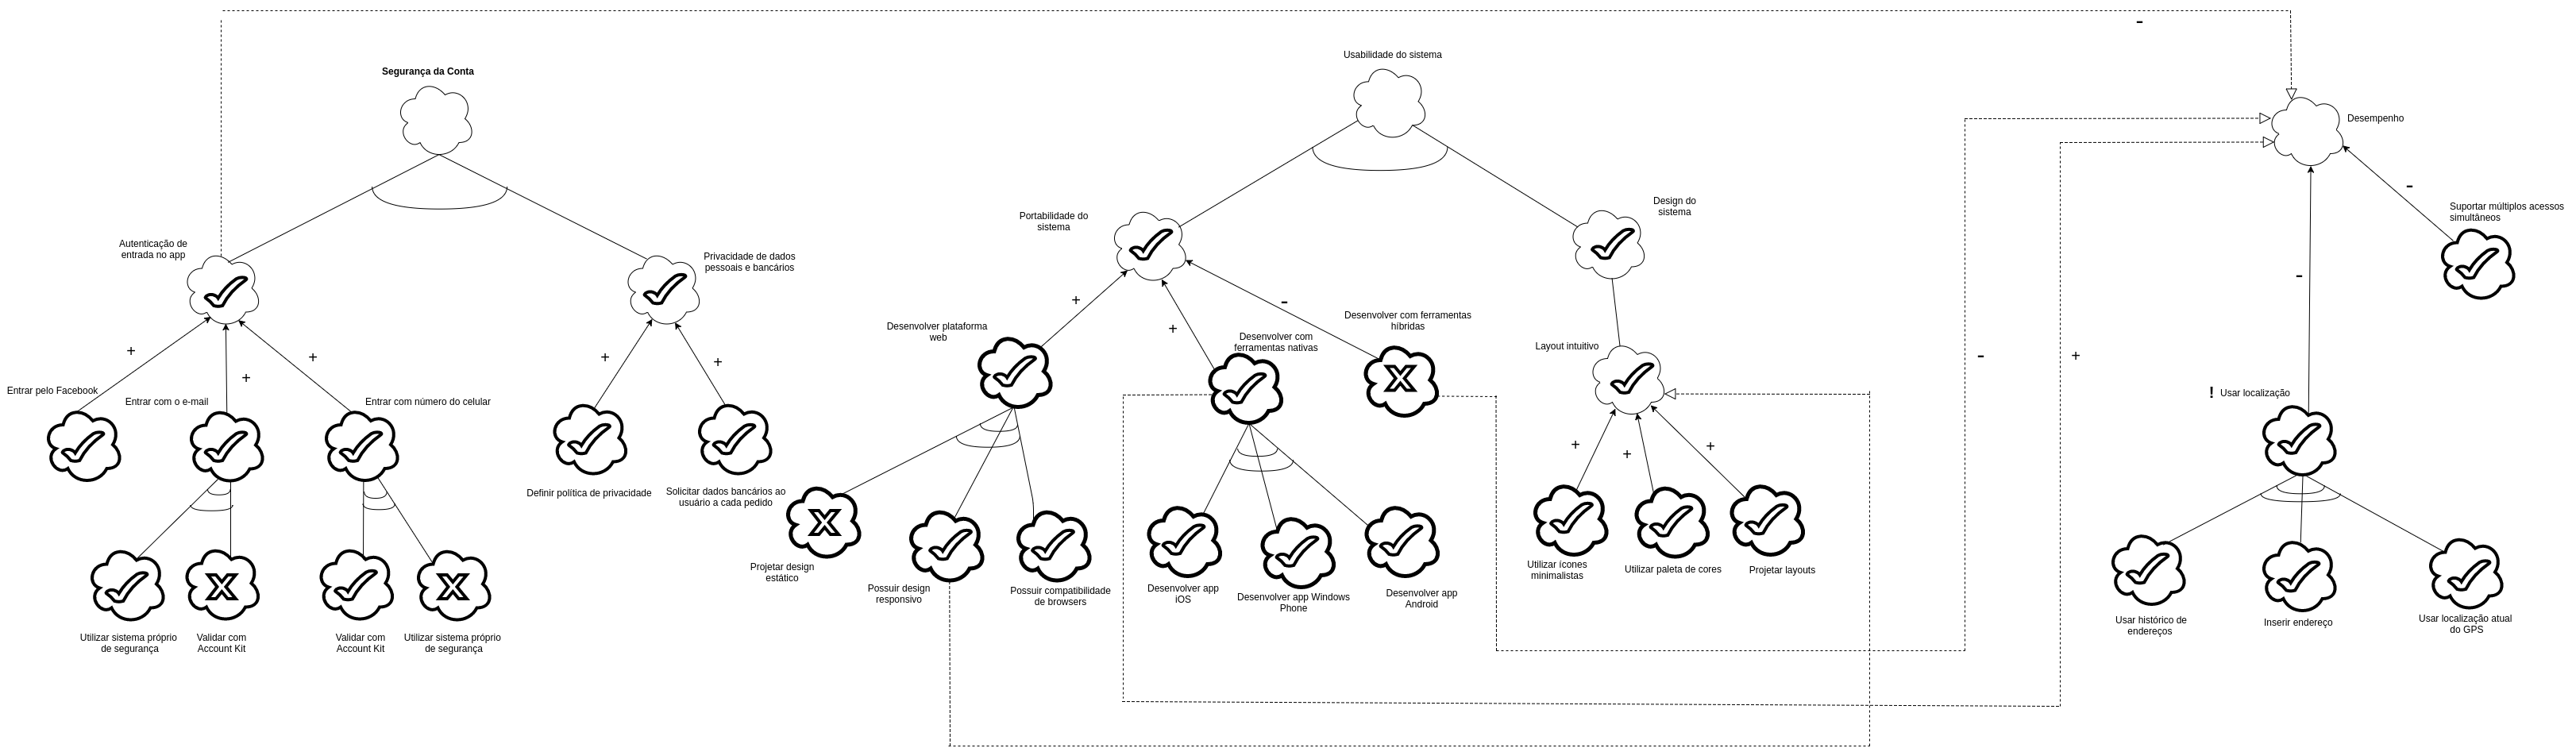 -
Usabilidade do sistema
Segurança da Conta
Desempenho
-
Design do
sistema
Suportar múltiplos acessos
simultâneos
Portabilidade do
sistema
Autenticação de
entrada no app
Privacidade de dados
pessoais e bancários
-
+
-
Desenvolver com ferramentas
híbridas
Desenvolver plataforma
web
+
Desenvolver com
ferramentas nativas
Layout intuitivo
+
+
+
+
-
+
+
Entrar pelo Facebook
Entrar com o e-mail
Entrar com número do celular
! Usar localização
+
+
+
Definir política de privacidade
Solicitar dados bancários ao
usuário a cada pedido
X
X
Projetar design
estático
Possuir design
responsivo
Possuir compatibilidade
de browsers
Desenvolver app
iOS
Desenvolver app Windows
Phone
Desenvolver app
Android
Utilizar ícones
minimalistas
Utilizar paleta de cores
Projetar layouts
X
X
Usar histórico de
endereços
Inserir endereço
Usar localização atual
do GPS
Utilizar sistema próprio
de segurança
Validar com
Account Kit
Validar com
Account Kit
Utilizar sistema próprio
de segurança